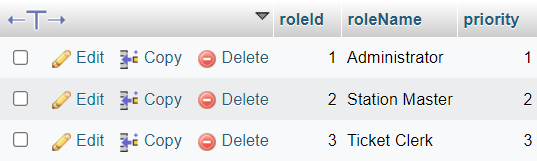 ←T→ roleId roleName priority
Edit Copy Delete 1 Administrator 1
Edit Copy Delete 2 Station Master 2
Edit Copy Delete 3 Ticket Clerk 3